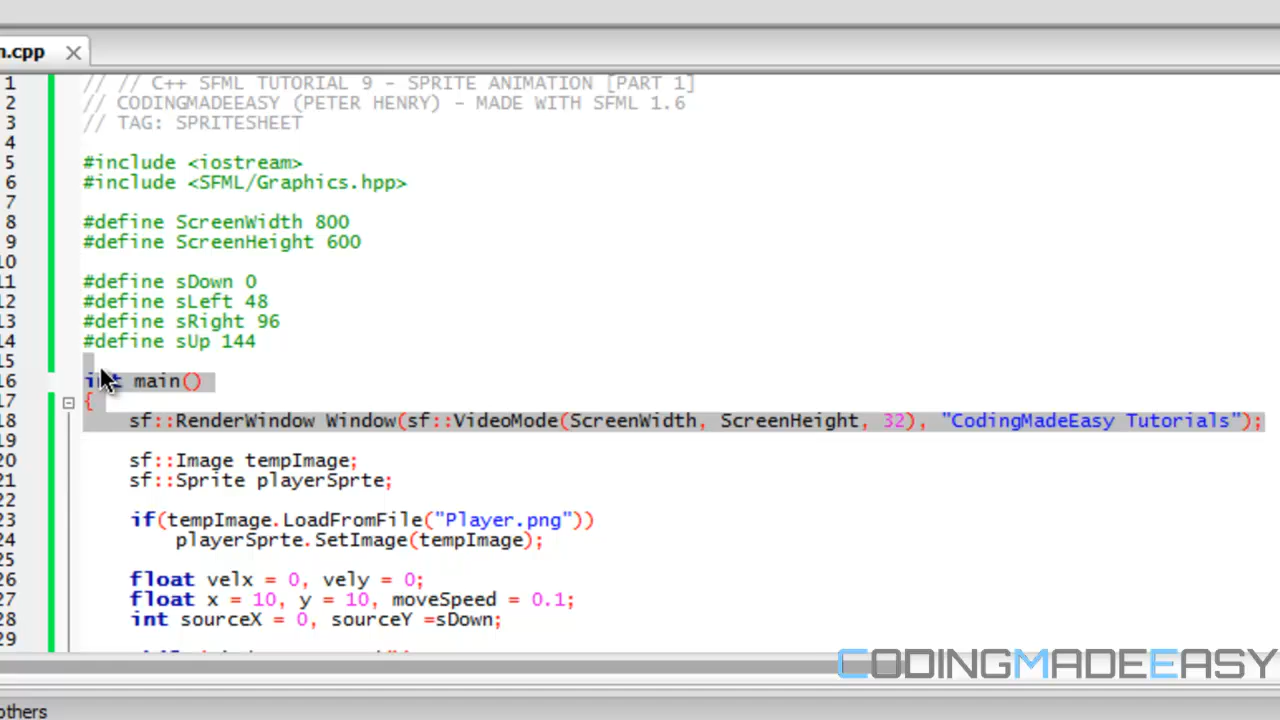 n.cpp
1 // // C++ SFML TUTORIAL 9 - SPRITE ANIMATION [PART 1]
2 // CODINGMADEEASY (PETER HENRY) - MADE WITH SFML 1.6
3 // TAG: SPRITESHEET
4
5 #include <iostream>
6 #include <SFML/Graphics.hpp>
7
8 #define ScreenWidth 800
9 #define ScreenHeight 600
10
11 #define sDown 0
12 #define sLeft 48
13 #define sRight 96
14 #define sUp 144
15
16 int main()
17 {
18 sf::RenderWindow Window(sf::VideoMode(ScreenWidth, ScreenHeight, 32), "CodingMadeEasy Tutorials");
19
20 sf::Image tempImage;
21 sf::Sprite playerSprte;
22
23 if(tempImage.LoadFromFile("Player.png"))
24 playerSprte.SetImage(tempImage);
25
26 float velx = 0, vely = 0;
27 float x = 10, y = 10, moveSpeed = 0.1;
28 int sourceX = 0, sourceY =sDown;
29
CODINGMADEEASY
others